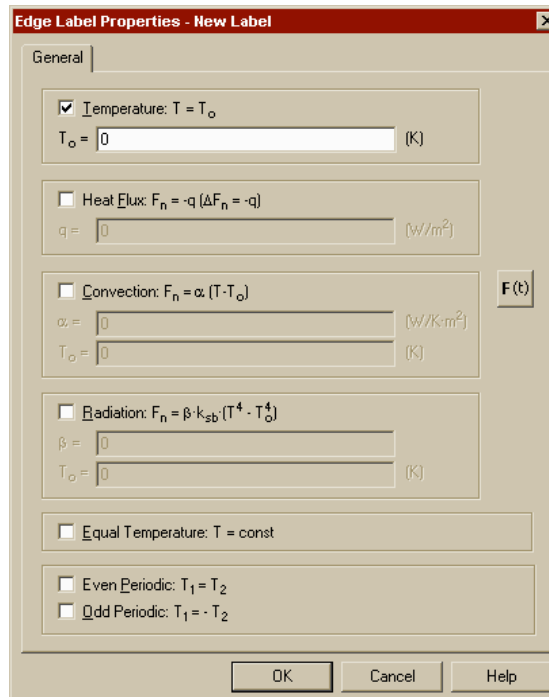 Edge Label Properties - New Label
General
Temperature: T = Tₒ
Tₒ = 0 (K)
Heat Flux: Fₙ = -q (ΔFₙ = -q)
q = 0 (W/m²)
Convection: Fₙ = α (T-Tₒ)
α = 0 (W/K·m²)
Tₒ = 0 (K)
F(t)
Radiation: Fₙ = β·kₛb·(T⁴ - Tₒ⁴)
β = 0
Tₒ = 0 (K)
Equal Temperature: T = const
Even Periodic: T₁ = T₂
Odd Periodic: T₁ = - T₂
OK Cancel Help